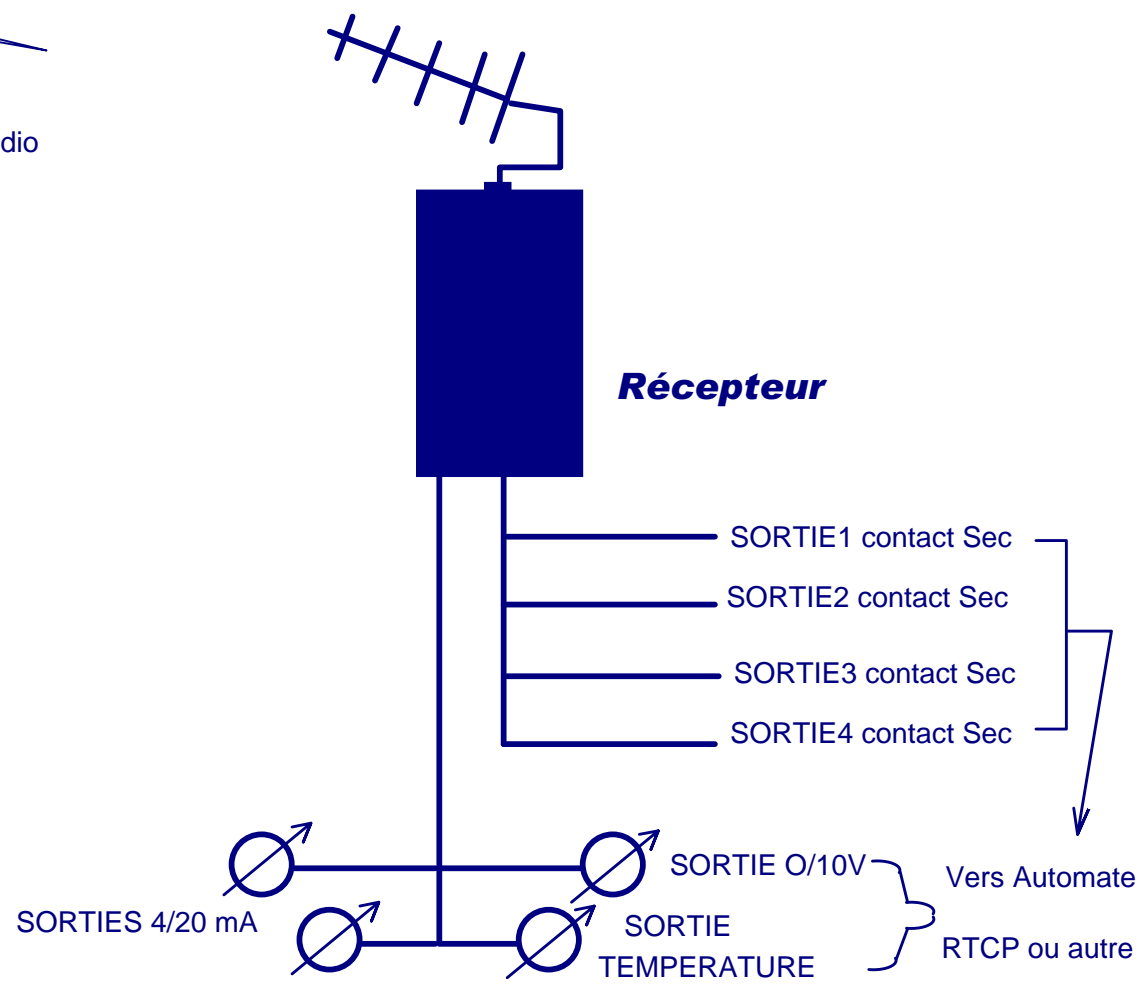 dio
Récepteur
SORTIE1 contact Sec
SORTIE2 contact Sec
SORTIE3 contact Sec
SORTIE4 contact Sec
SORTIE O/10V
Vers Automate
SORTIES 4/20 mA
SORTIE
TEMPERATURE
RTCP ou autre